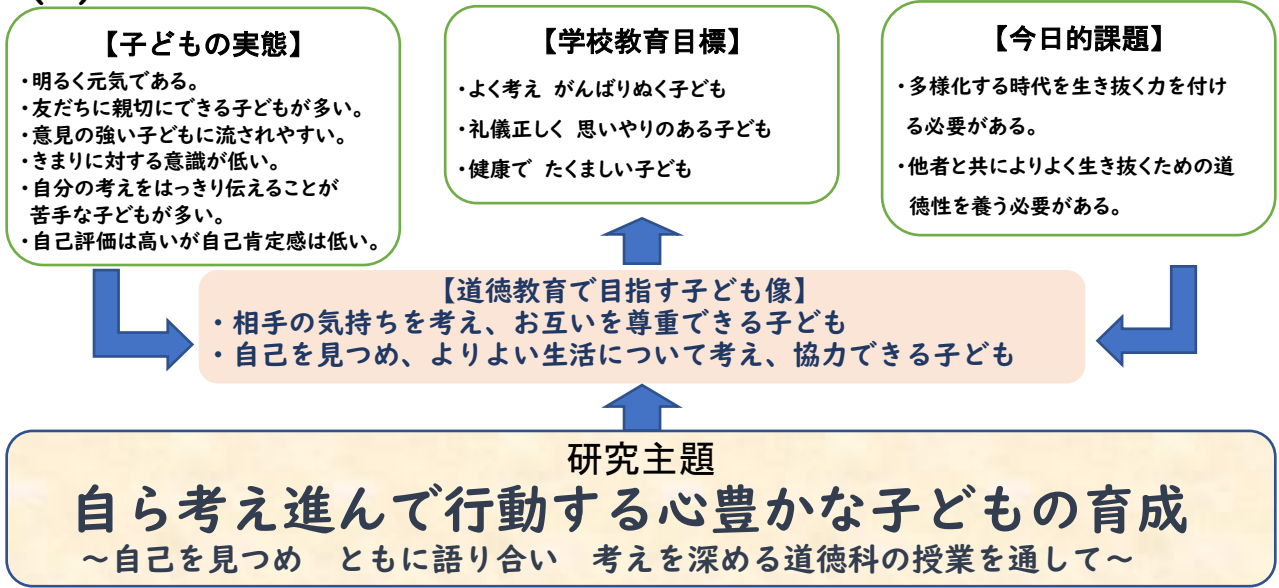 【子どもの実態】
・明るく元気である。
・友だちに親切にできる子どもが多い。
・意見の強い子どもに流されやすい。
・きまりに対する意識が低い。
・自分の考えをはっきり伝えることが
苦手な子どもが多い。
・自己評価は高いが自己肯定感は低い。
【学校教育目標】
・よく考え がんばりぬく子ども
・礼儀正しく 思いやりのある子ども
・健康で たくましい子ども
【今日的課題】
・多様化する時代を生き抜く力を付け
る必要がある。
・他者と共によりよく生き抜くための道
徳性を養う必要がある。
【道徳教育で目指す子ども像】
・相手の気持ちを考え、お互いを尊重できる子ども
・自己を見つめ、よりよい生活について考え、協力できる子ども
研究主題
自ら考え進んで行動する心豊かな子どもの育成
～自己を見つめ ともに語り合い 考えを深める道徳科の授業を通して～